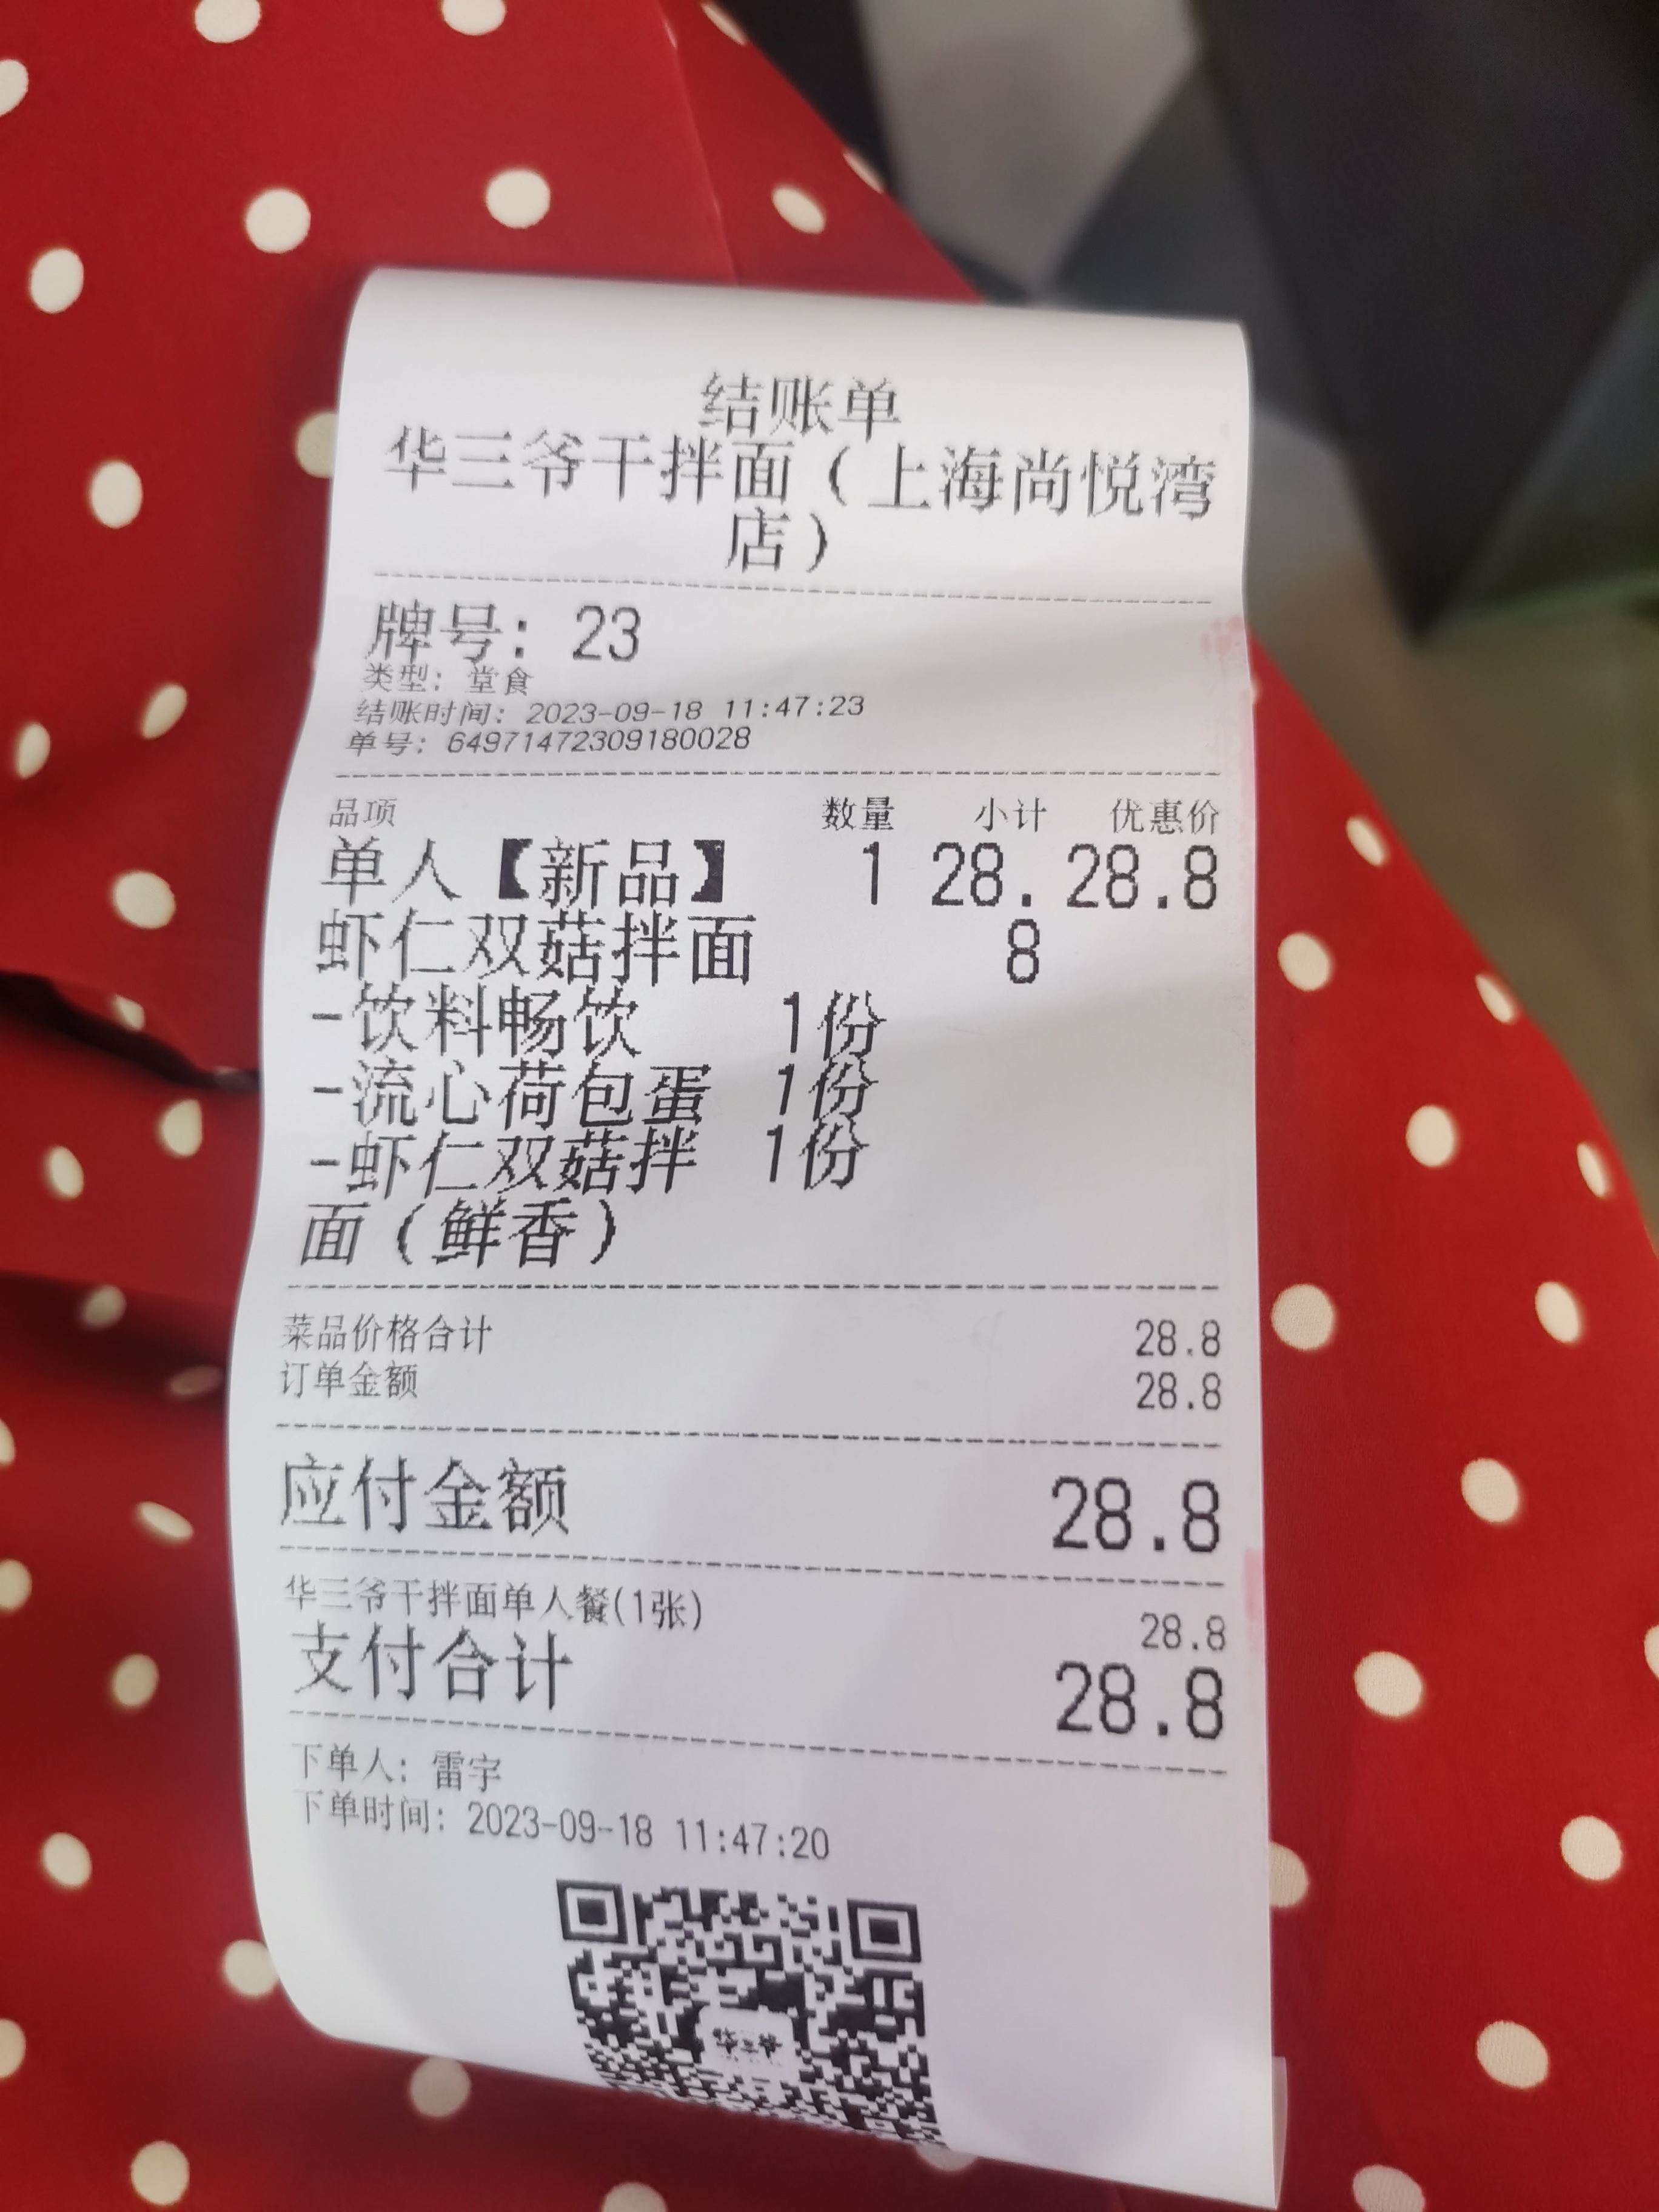 结账单
华三爷干拌面（上海尚悦湾
店）
牌号: 23
类型: 堂食
结账时间: 2023-09-18 11:47:23
单号: 649714723091​80028
品项 数量 小计 优惠价
单人【新品】 1 28. 28.8
虾仁双菇拌面 8
-饮料畅饮 1份
-流心荷包蛋 1份
-虾仁双菇拌 1份
面（鲜香）
菜品价格合计 28.8
订单金额 28.8
应付金额 28.8
华三爷干拌面单人餐(1张) 28.8
支付合计 28.8
下单人: 雷宇
下单时间: 2023-09-18 11:47:20
华三爷